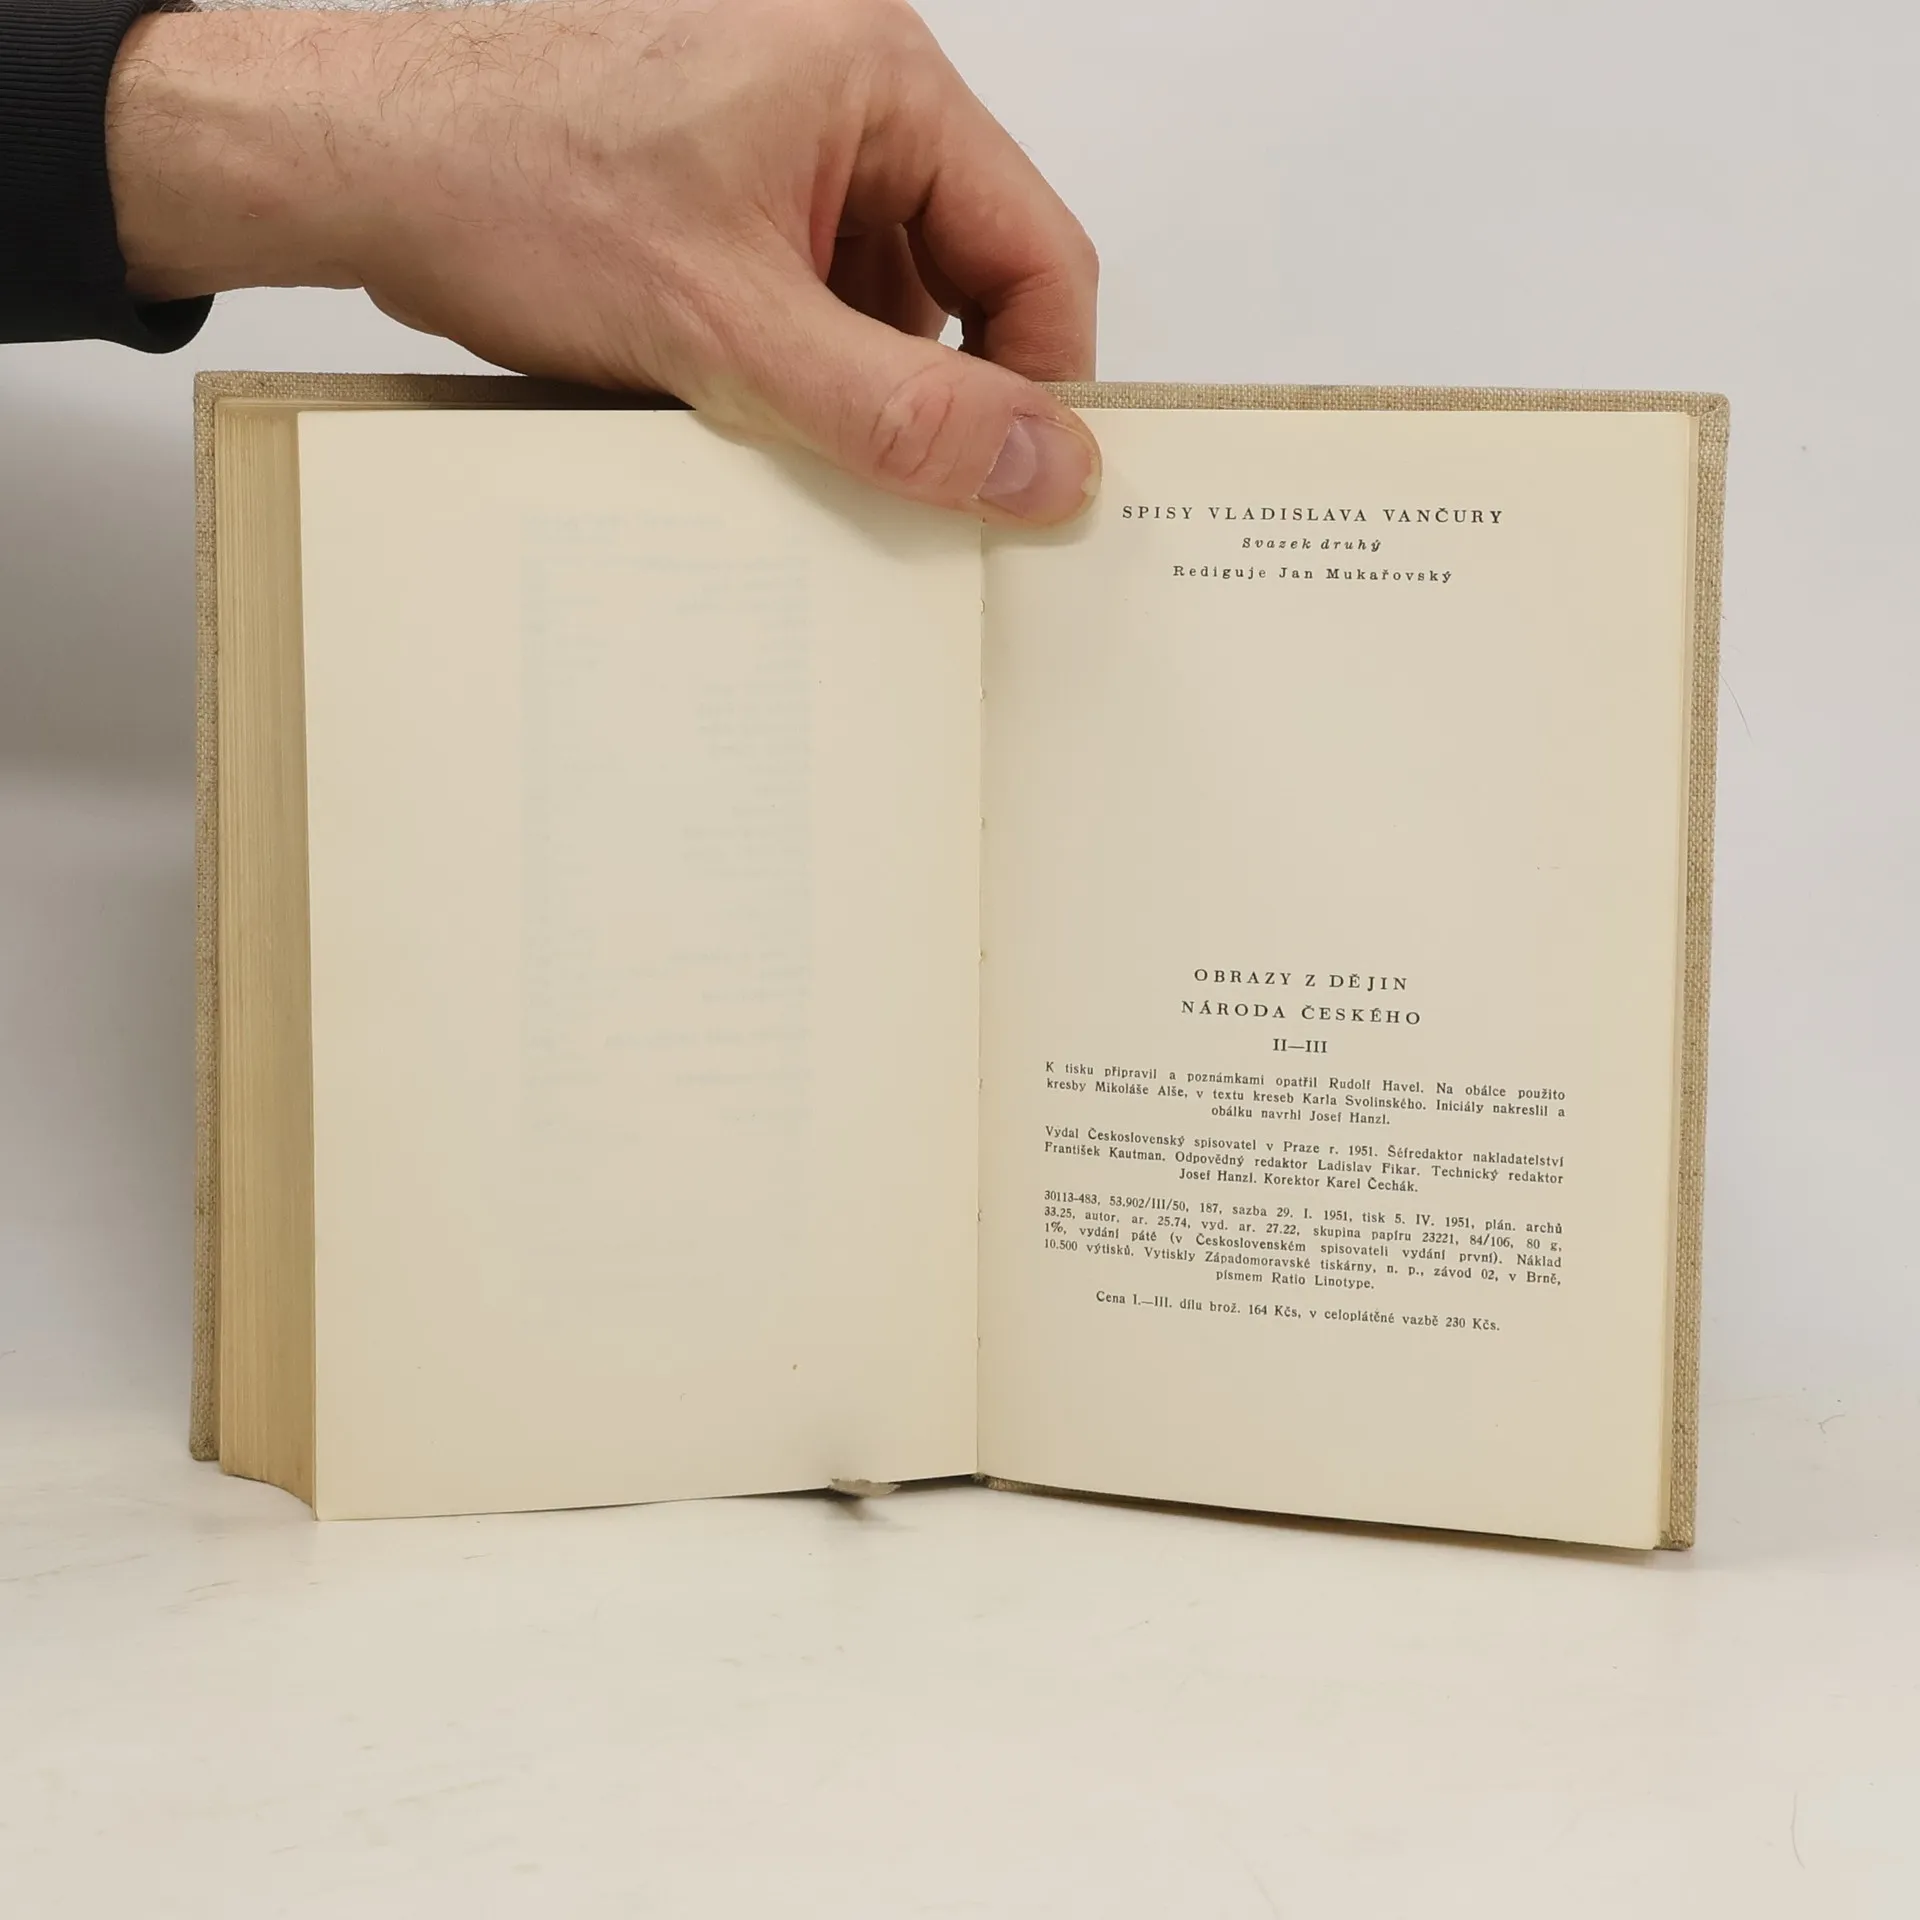 SPISY VLADISLAVA VANČURY
Svazek druhý
Rediguje Jan Mukařovský
OBRAZY Z DĚJIN
NÁRODA ČESKÉHO
II—III
K tisku připravil a poznámkami opatřil Rudolf Havel. Na obálce použito
kresby Mikoláše Alše, v textu kreseb Karla Svolinského. Iniciály nakreslil a
obálku navrhl Josef Hanzl.
Vydal Československý spisovatel v Praze r. 1951. Šéfredaktor nakladatelství
František Kautman. Odpovědný redaktor Ladislav Fikar. Technický redaktor
Josef Hanzl. Korektor Karel Čechák.
30113-483, 53.902/III/50, 187, sazba 29. I. 1951, tisk 5. IV. 1951, plán. archů
33.25, autor. ar. 25.74, vyd. ar. 27.22, skupina papíru 23221, 84/106, 80 g,
1%, vydání páté (v Československém spisovateli vydání první). Náklad
10.500 výtisků. Vytiskly Západomoravské tiskárny, n. p., závod 02, v Brně,
písmem Ratio Linotype.
Cena I.—III. dílu brož. 164 Kčs, v celoplátěné vazbě 230 Kčs.